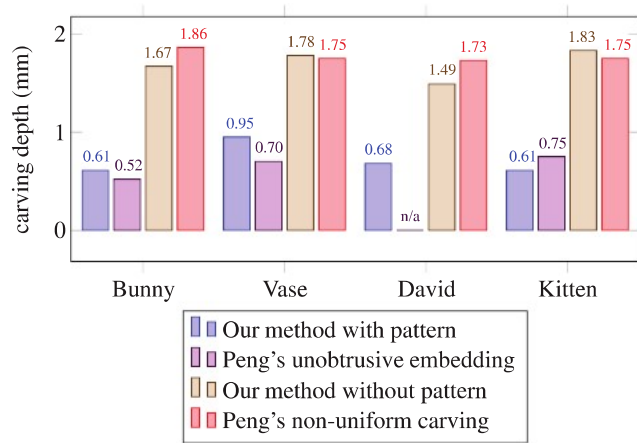 carving depth (mm)
2
1
0
0.61
0.52
1.67
1.86
0.95
0.70
1.78
1.75
0.68
n/a
1.49
1.73
0.61
0.75
1.83
1.75
Bunny
Vase
David
Kitten
Our method with pattern
Peng's unobtrusive embedding
Our method without pattern
Peng's non-uniform carving